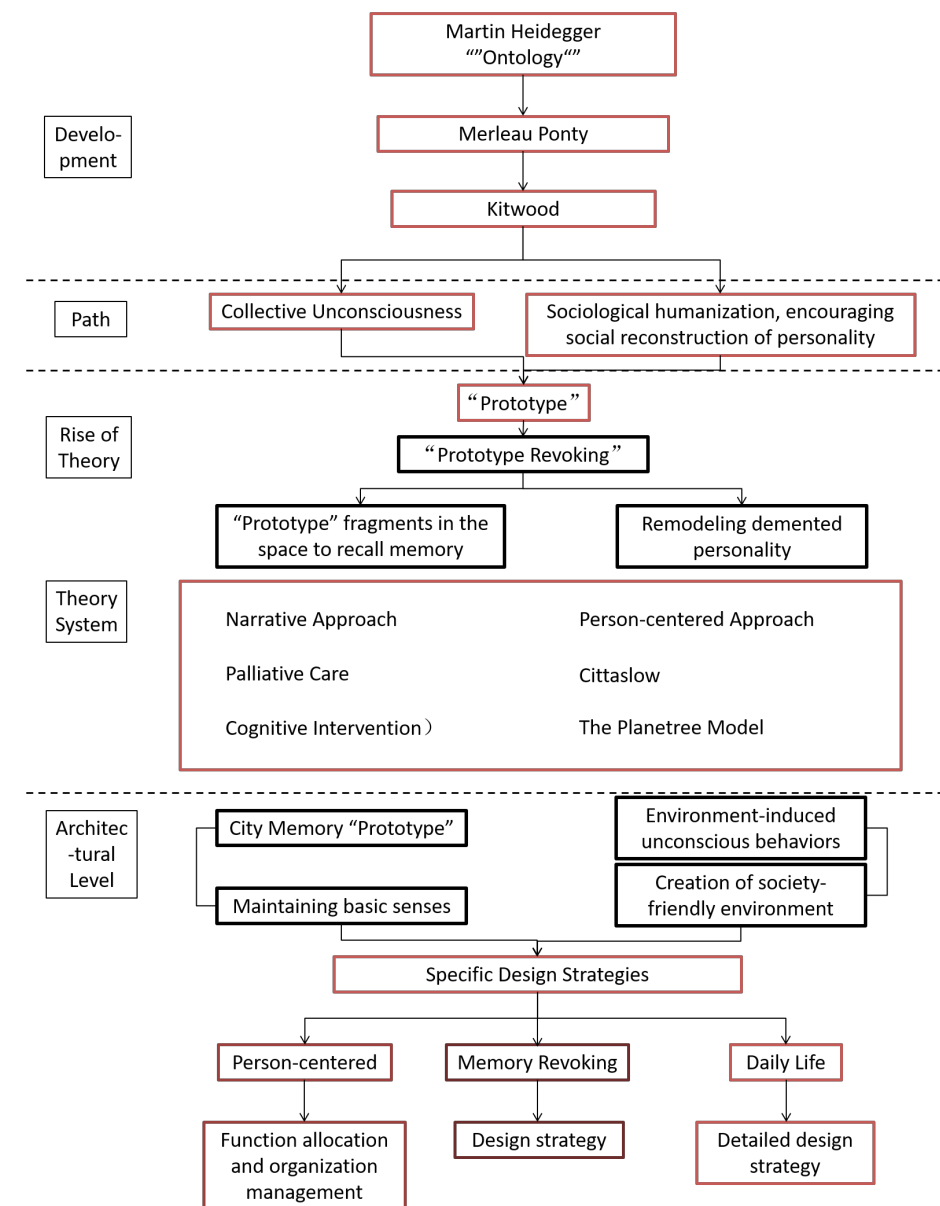 Martin Heidegger
“”Ontology“”
Develo-
pment
Merleau Ponty
Kitwood
Path
Collective Unconsciousness
Sociological humanization, encouraging
social reconstruction of personality
“Prototype”
Rise of
Theory
“Prototype Revoking”
“Prototype” fragments in the
space to recall memory
Remodeling demented
personality
Theory
System
Narrative Approach
Person-centered Approach
Palliative Care
Cittaslow
Cognitive Intervention）
The Planetree Model
Architec
-tural
Level
City Memory “Prototype”
Environment-induced
unconscious behaviors
Maintaining basic senses
Creation of society-
friendly environment
Specific Design Strategies
Person-centered
Memory Revoking
Daily Life
Function allocation
and organization
management
Design strategy
Detailed design
strategy